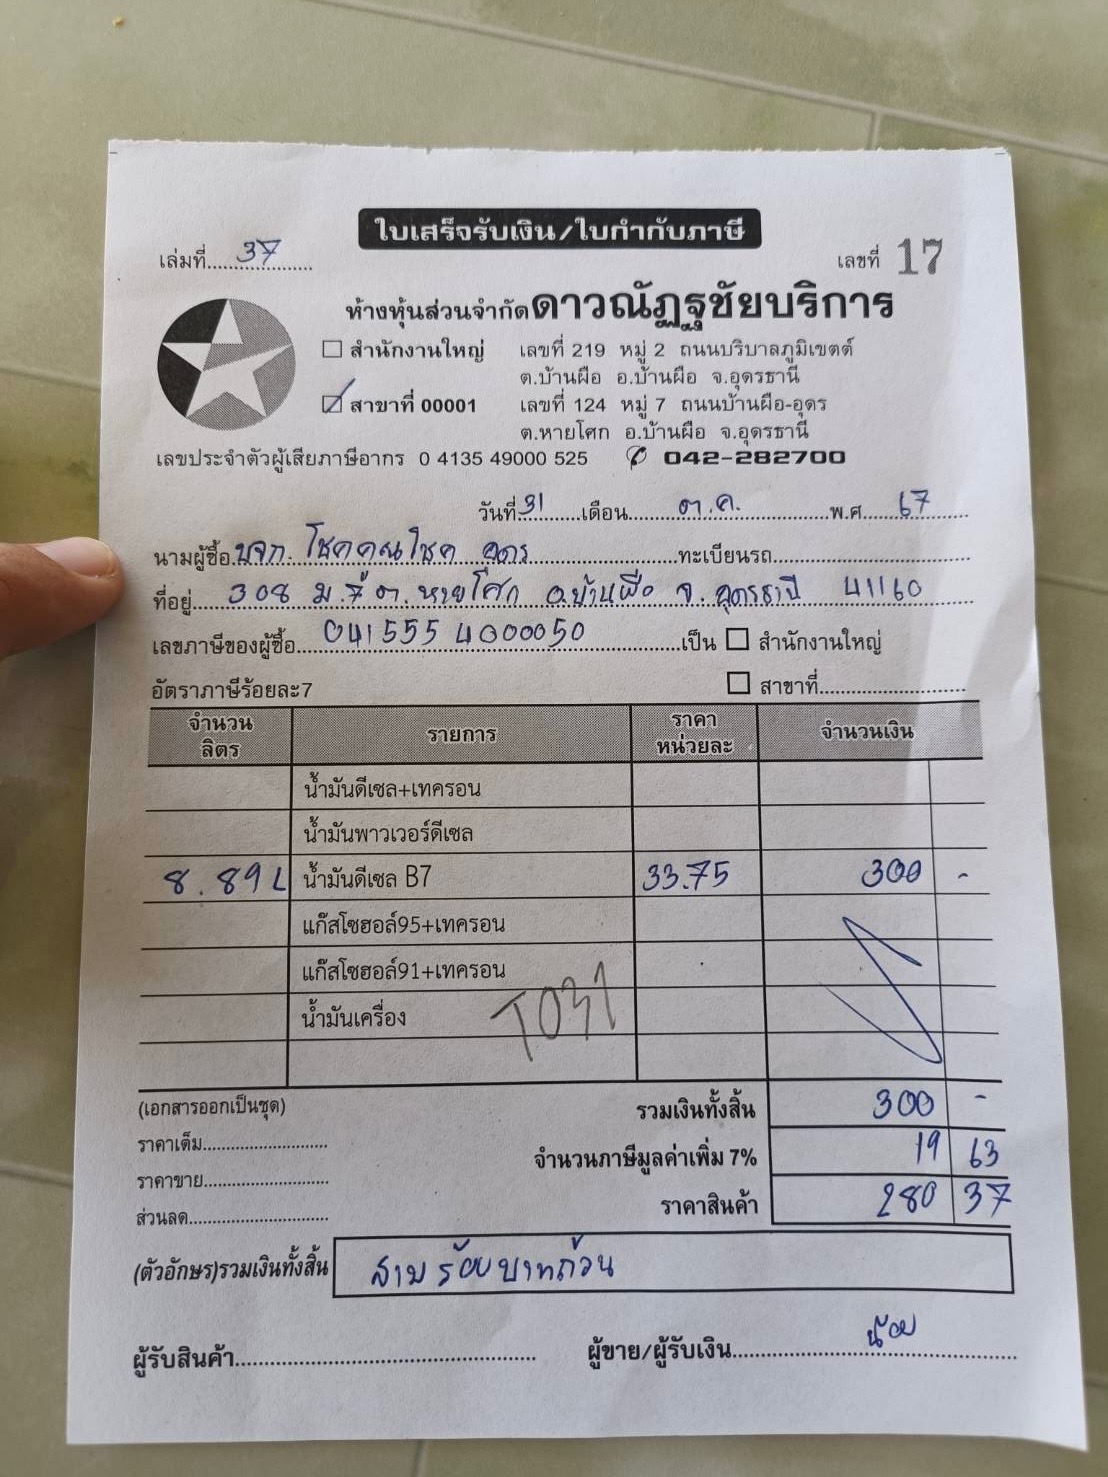 ใบเสร็จรับเงิน/ใบกำกับภาษี
เล่มที่ 37 เลขที่ 17
ห้างหุ้นส่วนจำกัดดาวณัฏฐชัยบริการ
สำนักงานใหญ่ เลขที่ 219 หมู่ 2 ถนนบริบาลภูมิเขตต์
ต.บ้านผือ อ.บ้านผือ จ.อุดรธานี
สาขาที่ 00001 เลขที่ 124 หมู่ 7 ถนนบ้านผือ-อุดร
ต.หายโศก อ.บ้านผือ จ.อุดรธานี
เลขประจำตัวผู้เสียภาษีอากร 0 4135 49000 525 ✆ 042-282700
วันที่ 31 เดือน ต.ค. พ.ศ. 67
นามผู้ซื้อ บจก. โชคคณโชค อุดร ทะเบียนรถ
ที่อยู่ 308 ม.7 ต.หายโศก อ.บ้านผือ จ.อุดรธานี 41160
เลขภาษีของผู้ซื้อ 041 5554000050 เป็น สำนักงานใหญ่
อัตราภาษีร้อยละ7 สาขาที่
จำนวนลิตร รายการ ราคาหน่วยละ จำนวนเงิน
น้ำมันดีเซล+เทครอน
น้ำมันพาวเวอร์ดีเซล
8.89 L น้ำมันดีเซล B7 33.75 300 -
แก๊สโซฮอล์95+เทครอน
แก๊สโซฮอล์91+เทครอน
น้ำมันเครื่อง
T031
(เอกสารออกเป็นชุด) รวมเงินทั้งสิ้น 300 -
ราคาเต็ม จำนวนภาษีมูลค่าเพิ่ม 7% 19 63
ราคาขาย ราคาสินค้า 280 37
ส่วนลด
(ตัวอักษร)รวมเงินทั้งสิ้น สามร้อยบาทถ้วน
ผู้รับสินค้า ผู้ขาย/ผู้รับเงิน น้อย